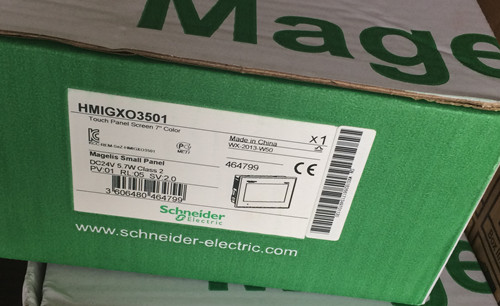 Magelis
HMIGXO3501
Touch Panel Screen 7" Color
Made in China
WX-2013-W50
X1
Magelis Small Panel
DC24V 5.7W Class 2
PV:01 RL:05 SV:2.0
464799
CE
3 606480 464799
Schneider
Electric
www.schneider-electric.com
Mage